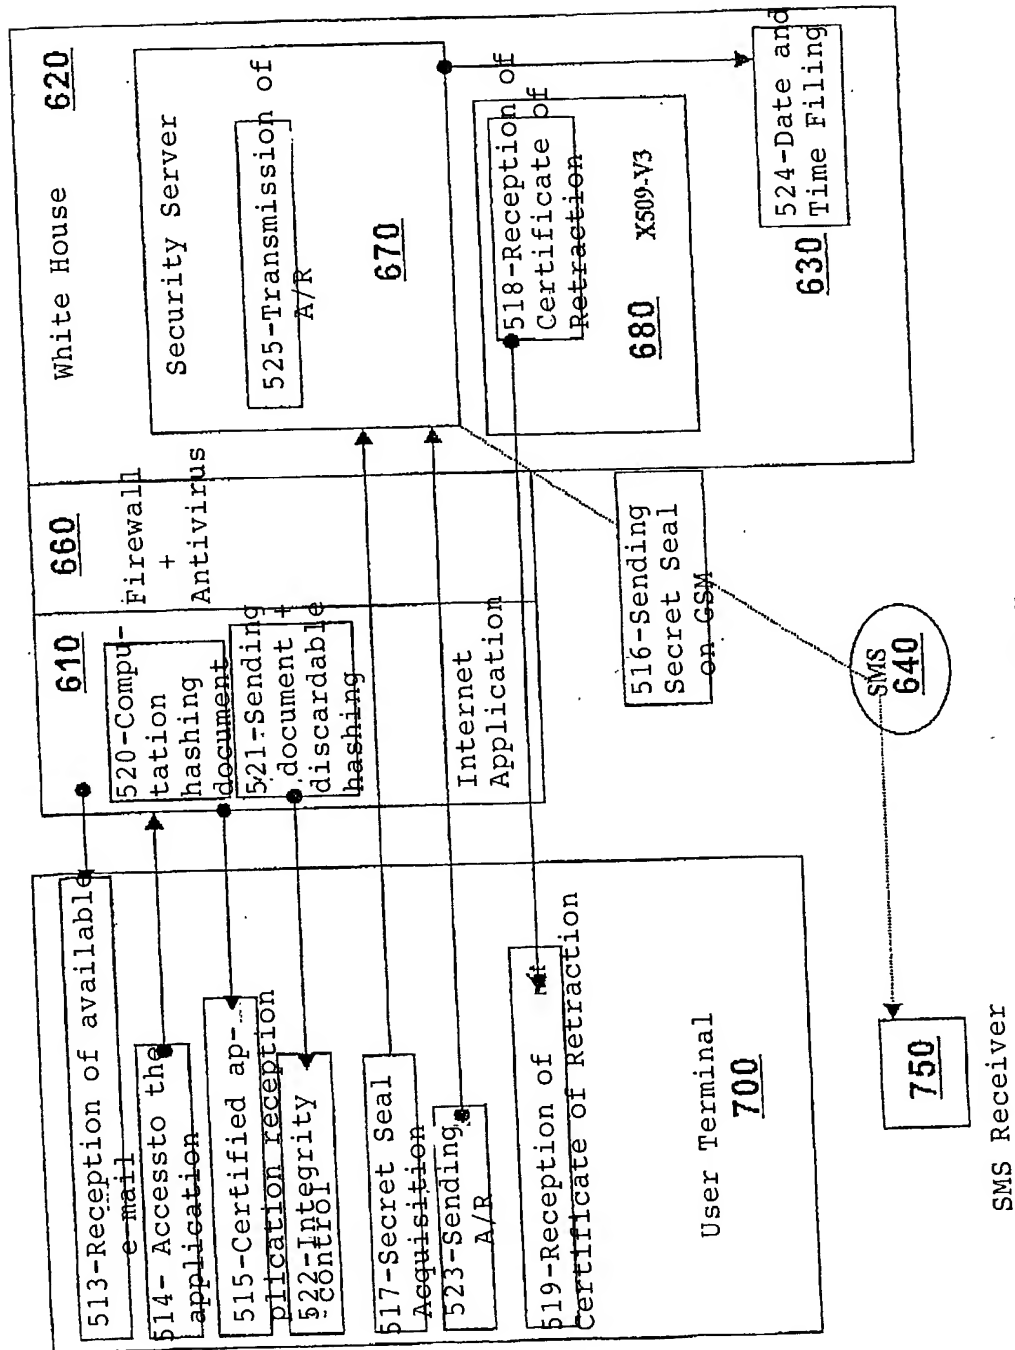 White House
620
Security Server
525-Transmission of
A/R
670
518-Reception of
Certificate of
Retraction
680
X509-V3
524-Date and
Time Filing
630
660
Firewall
+
Antivirus
610
520-Compu-
tation
hashing
document
521-Sending
document +
discardable
hashing
Internet
Application
516-Sending
Secret Seal
on GSM
SMS
640
513-Reception of available
e-mail
514- Accessto the
application
515-Certified ap-
plication reception
522-Integrity
control
517-Secret Seal
Acquisition
523-Sending
A/R
519-Reception of
Certificate of Retraction
User Terminal
700
750
SMS Receiver